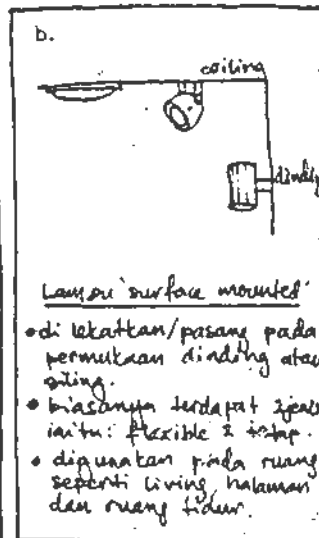 b.
ceiling
dinding
Lampu 'surface mounted'
• di lekatkan/pasang pada
permukaan dinding atau
siling.
• biasanya terdapat 2 jenis
iaitu: flexible & tetap.
• digunakan pada ruang
seperti living, halaman
dan ruang tidur.